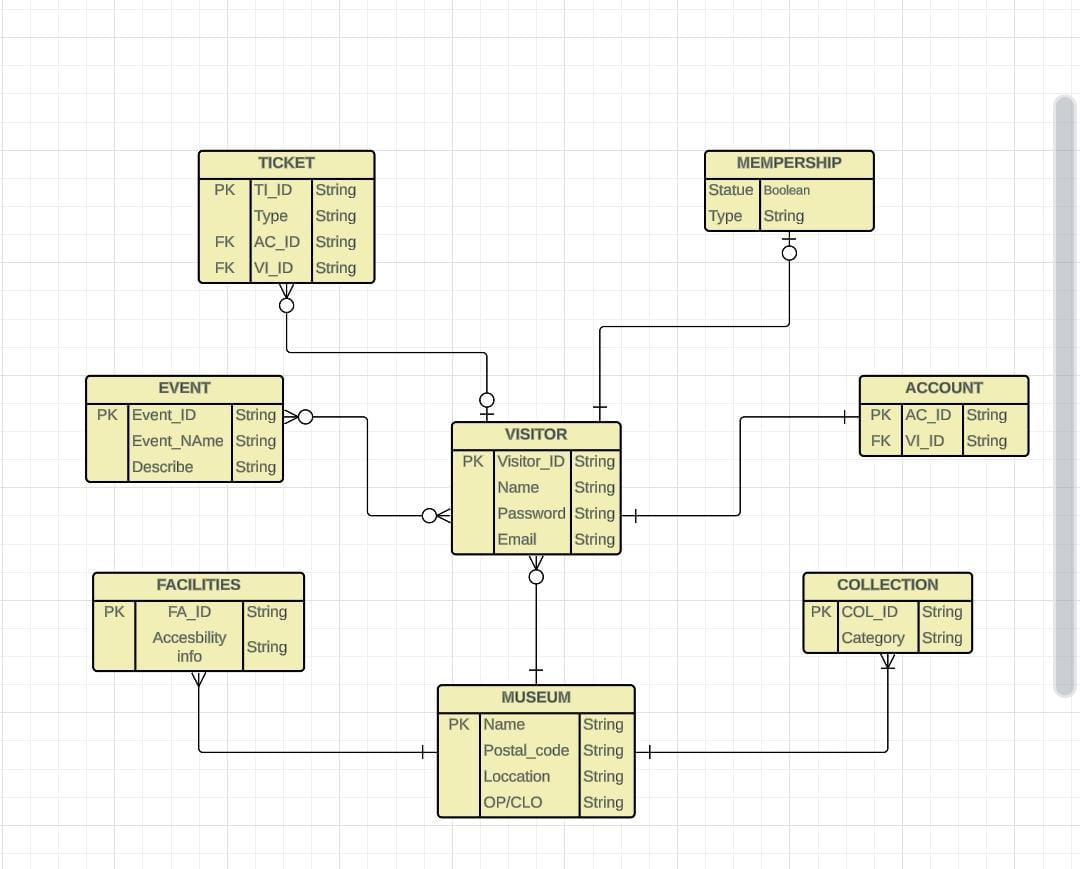 TICKET
PK TI_ID String
Type String
FK AC_ID String
FK VI_ID String
MEMPERSHIP
Statue Boolean
Type String
EVENT
PK Event_ID String
Event_NAme String
Describe String
VISITOR
PK Visitor_ID String
Name String
Password String
Email String
ACCOUNT
PK AC_ID String
FK VI_ID String
FACILITIES
PK FA_ID String
Accesbility
info String
COLLECTION
PK COL_ID String
Category String
MUSEUM
PK Name String
Postal_code String
Loccation String
OP/CLO String